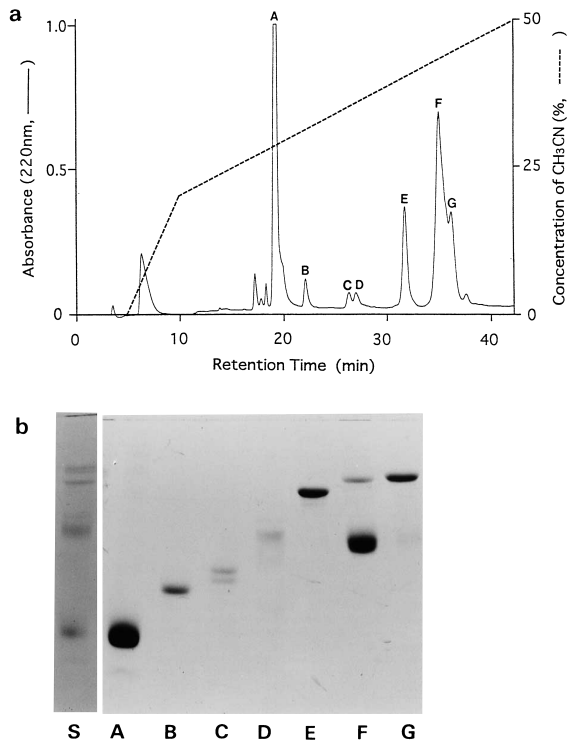 a
A
B
C D
E
F
G
1.0
0.5
0
50
25
0
0 10 20 30 40
Absorbance (220nm, ——)
Concentration of CH₃CN (%, ------)
Retention Time (min)
b
S A B C D E F G